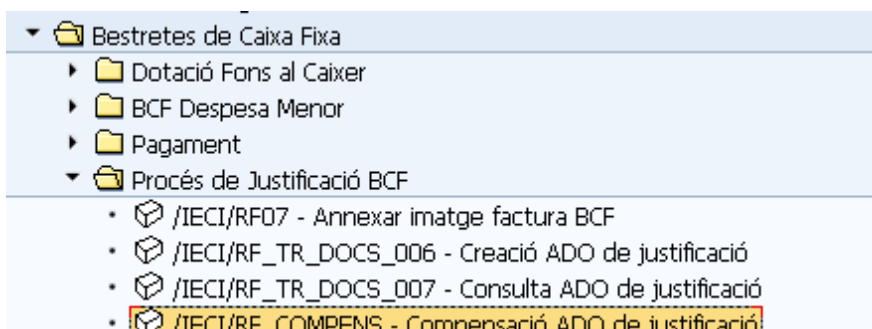 Bestretes de Caixa Fixa
Dotació Fons al Caixer
BCF Despesa Menor
Pagament
Procés de Justificació BCF
/IECI/RF07 - Annexar imatge factura BCF
/IECI/RF_TR_DOCS_006 - Creació ADO de justificació
/IECI/RF_TR_DOCS_007 - Consulta ADO de justificació
/IECI/RF_COMPENS - Compensació ADO de justificació